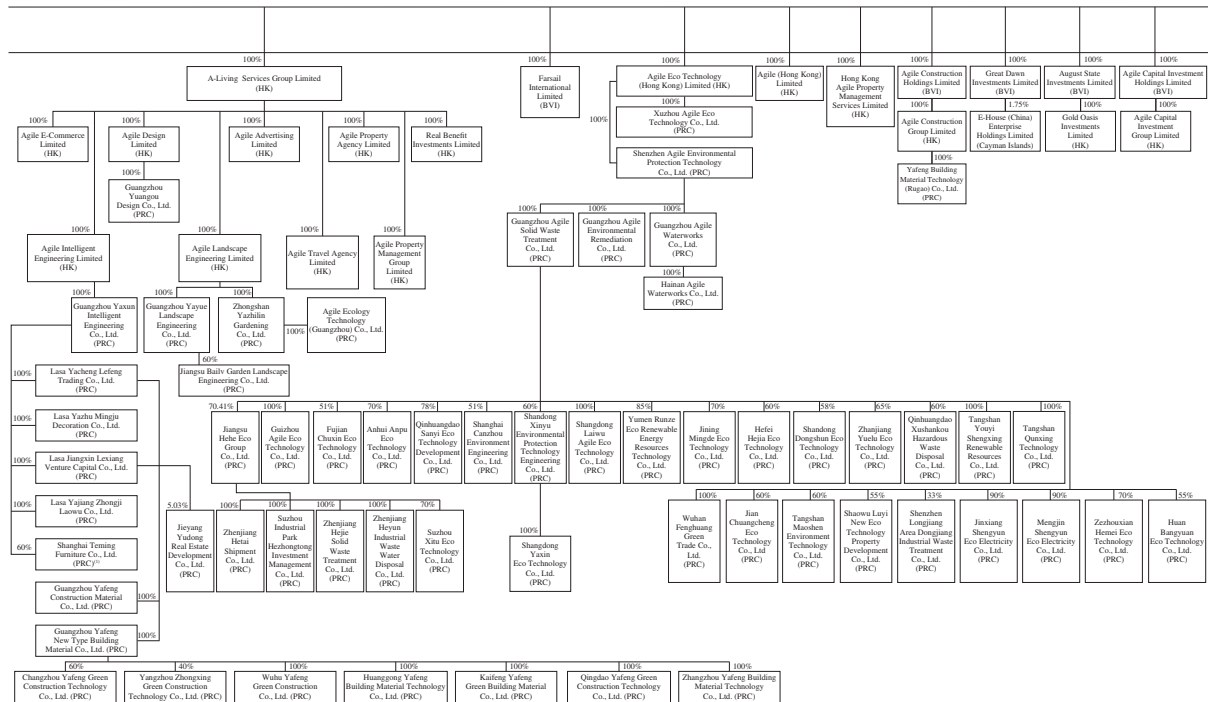 100%
100%
100%
100%
100%
100%
100%
100%
100%
A-Living Services Group Limited
(HK)
Farsail
International
Limited
(BVI)
Agile Eco Technology
(Hong Kong) Limited (HK)
Agile (Hong Kong)
Limited
(HK)
Hong Kong
Agile Property
Management
Services Limited
(HK)
Agile Construction
Holdings Limited
(BVI)
Great Dawn
Investments Limited
(BVI)
August State
Investments Limited
(BVI)
Agile Capital Investment
Holdings Limited
(BVI)
100%
100%
100%
1.75%
100%
100%
Xuzhou Agile Eco
Technology Co., Ltd.
(PRC)
Agile Construction
Group Limited
(HK)
E-House (China)
Enterprise
Holdings Limited
(Cayman Islands)
Gold Oasis
Investments
Limited
(HK)
Agile Capital
Investment
Group Limited
(HK)
100%
100%
100%
100%
100%
Agile E-Commerce
Limited
(HK)
Agile Design
Limited
(HK)
Agile Advertising
Limited
(HK)
Agile Property
Agency Limited
(HK)
Real Benefit
Investments Limited
(HK)
Shenzhen Agile Environmental
Protection Technology
Co., Ltd. (PRC)
100%
Yafeng Building
Material Technology
(Rugao) Co., Ltd.
(PRC)
100%
Guangzhou
Yuangou
Design Co., Ltd.
(PRC)
100%
100%
100%
Guangzhou Agile
Solid Waste
Treatment
Co., Ltd.
(PRC)
Guangzhou Agile
Environmental
Remediation
Co., Ltd.
(PRC)
Guangzhou Agile
Waterworks
Co., Ltd.
(PRC)
100%
100%
100%
100%
Agile Intelligent
Engineering Limited
(HK)
Agile Landscape
Engineering Limited
(HK)
Agile Travel Agency
Limited
(HK)
Agile Property
Management
Group
Limited
(HK)
100%
Hainan Agile
Waterworks Co., Ltd.
(PRC)
100%
100%
100%
Guangzhou Yaxun
Intelligent
Engineering
Co., Ltd.
(PRC)
Guangzhou Yayue
Landscape
Engineering
Co., Ltd.
(PRC)
Zhongshan
Yazhilin
Gardening
Co., Ltd.
(PRC)
100%
Agile Ecology
Technology
(Guangzhou) Co., Ltd.
(PRC)
60%
Jiangsu Bailv Garden Landscape
Engineering Co., Ltd.
(PRC)
100%
Lasa Yacheng Lefeng
Trading Co., Ltd.
(PRC)
100%
Lasa Yazhu Mingju
Decoration Co., Ltd.
(PRC)
100%
Lasa Jiangxin Lexiang
Venture Capital Co., Ltd.
(PRC)
100%
Lasa Yajiang Zhongji
Laowu Co., Ltd.
(PRC)
60%
Shanghai Teming
Furniture Co., Ltd.
(PRC)
70.41%
100%
51%
70%
78%
51%
60%
100%
85%
70%
60%
58%
65%
60%
100%
100%
Jiangsu
Hehe Eco
Group Co.,
Ltd.
(PRC)
Guizhou
Agile Eco
Technology
Co., Ltd.
(PRC)
Fujian
Chuxin Eco
Technology
Co., Ltd.
(PRC)
Anhui Anpu
Eco
Technology
Co., Ltd.
(PRC)
Qinhuangdao
Sanyi Eco
Technology
Development
Co., Ltd.
(PRC)
Shanghai
Canzhou
Environment
Engineering
Co., Ltd.
(PRC)
Shandong
Xinyu
Environmental
Protection
Technology
Engineering
Co., Ltd.
(PRC)
Shangdong
Laiwu
Agile Eco
Technology
Co., Ltd.
(PRC)
Yumen Runze
Eco Renewable
Energy
Resources
Technology
Co., Ltd.
(PRC)
Jining
Mingde Eco
Technology
Co., Ltd.
(PRC)
Hefei
Hejia Eco
Technology
Co., Ltd.
(PRC)
Shandong
Dongshun Eco
Technology
Co., Ltd.
(PRC)
Zhanjiang
Yuelu Eco
Technology
Co., Ltd.
(PRC)
Qinhuangdao
Xushankou
Hazardous
Waste
Disposal
Co., Ltd.
(PRC)
Tangshan
Youyi
Shengxing
Renewable
Resources
Co., Ltd.
(PRC)
Tangshan
Qunxing
Technology
Co., Ltd.
(PRC)
5.03%
100%
100%
100%
100%
70%
Jieyang
Yudong
Real Estate
Development
Co., Ltd.
(PRC)
Zhenjiang
Hetai
Shipment
Co., Ltd.
(PRC)
Suzhou
Industrial
Park
Hezhongtong
Investment
Management
Co., Ltd.
(PRC)
Zhenjiang
Hejie
Solid
Waste
Treatment
Co., Ltd.
(PRC)
Zhenjiang
Heyun
Industrial
Waste
Water
Disposal
Co., Ltd.
(PRC)
Suzhou
Xitu Eco
Technology
Co., Ltd.
(PRC)
100%
Shangdong
Yaxin
Eco Technology
Co., Ltd.
(PRC)
100%
60%
60%
55%
33%
90%
90%
70%
55%
Wuhan
Fenghuang
Green
Trade Co.,
Ltd.
(PRC)
Jian
Chuangcheng
Eco
Technology
Co., Ltd
(PRC)
Tangshan
Maoshen
Environment
Technology
Co., Ltd.
(PRC)
Shaowu Luyi
New Eco
Technology
Property
Development
Co., Ltd.
(PRC)
Shenzhen
Longjiang
Area Dongjiang
Industrial Waste
Treatment
Co., Ltd.
(PRC)
Jinxiang
Shengyun
Eco Electricity
Co., Ltd.
(PRC)
Mengjin
Shengyun
Eco Electricity
Co., Ltd.
(PRC)
Zezhouxian
Hemei Eco
Technology
Co., Ltd.
(PRC)
Huan
Bangyuan
Eco Technology
Co., Ltd.
(PRC)
Guangzhou Yafeng
Construction Material
Co., Ltd. (PRC)
100%
Guangzhou Yafeng
New Type Building
Material Co., Ltd. (PRC)
100%
60%
40%
100%
100%
100%
100%
100%
Changzhou Yafeng Green
Construction Technology
Co., Ltd. (PRC)
Yangzhou Zhongxing
Green Construction
Technology Co., Ltd. (PRC)
Wuhu Yafeng
Green Construction
Co., Ltd. (PRC)
Huanggong Yafeng
Building Material Technology
Co., Ltd. (PRC)
Kaifeng Yafeng
Green Building Material
Co., Ltd. (PRC)
Qingdao Yafeng Green
Construction Technology
Co., Ltd. (PRC)
Zhangzhou Yafeng Building
Material Technology
Co., Ltd. (PRC)